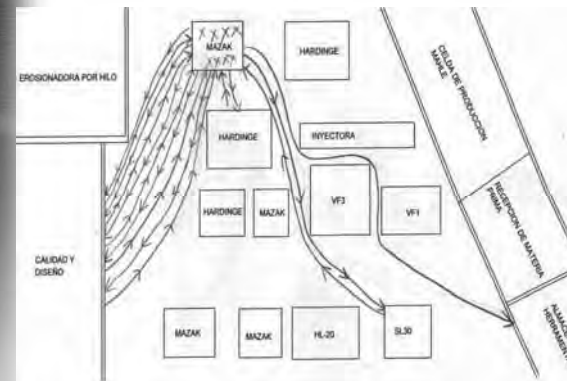 MAZAK
HARDINGE
EROSIONADORA POR HILO
CELDA DE PRODUCCION
MAHLE
HARDINGE
INYECTORA
RECEPCION DE MATERIA
PRIMA
HARDINGE
MAZAK
VF3
VF1
CALIDAD Y
DISEÑO
MAZAK
MAZAK
HL-20
SL30